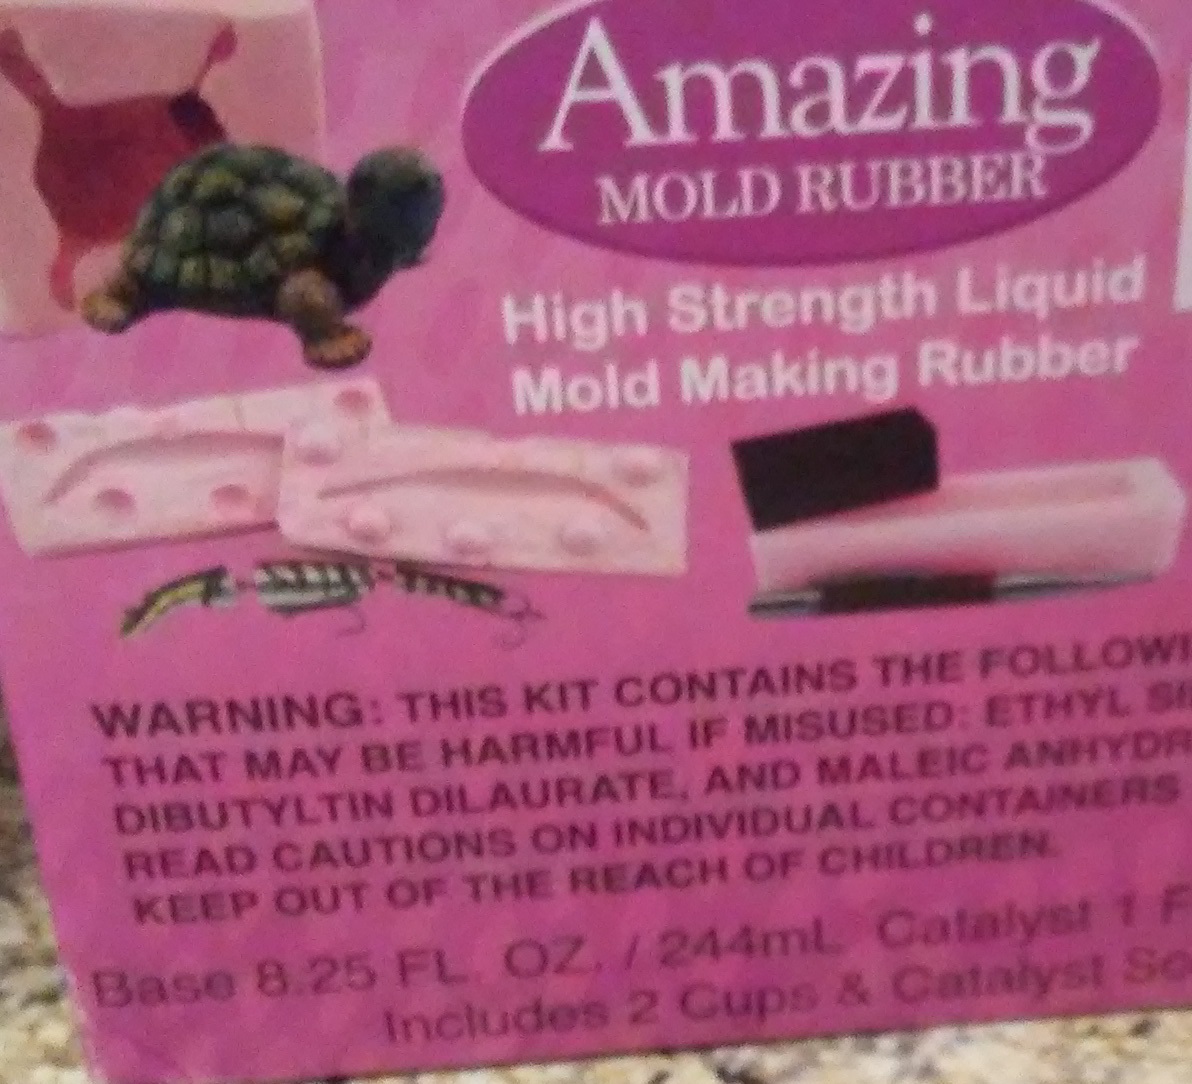 Amazing
MOLD RUBBER
High Strength Liquid
Mold Making Rubber
WARNING: THIS KIT CONTAINS THE
THAT MAY BE HARMFUL IF MISUSED: ETHYL
DIBUTYLTIN DILAURATE, AND MALEIC
READ CAUTIONS ON INDIVIDUAL CONTAINERS
KEEP OUT OF THE REACH OF CHILDREN.
Base 8.25 FL. OZ. / 244mL Catalyst 1
Includes 2 Cups & Catalyst